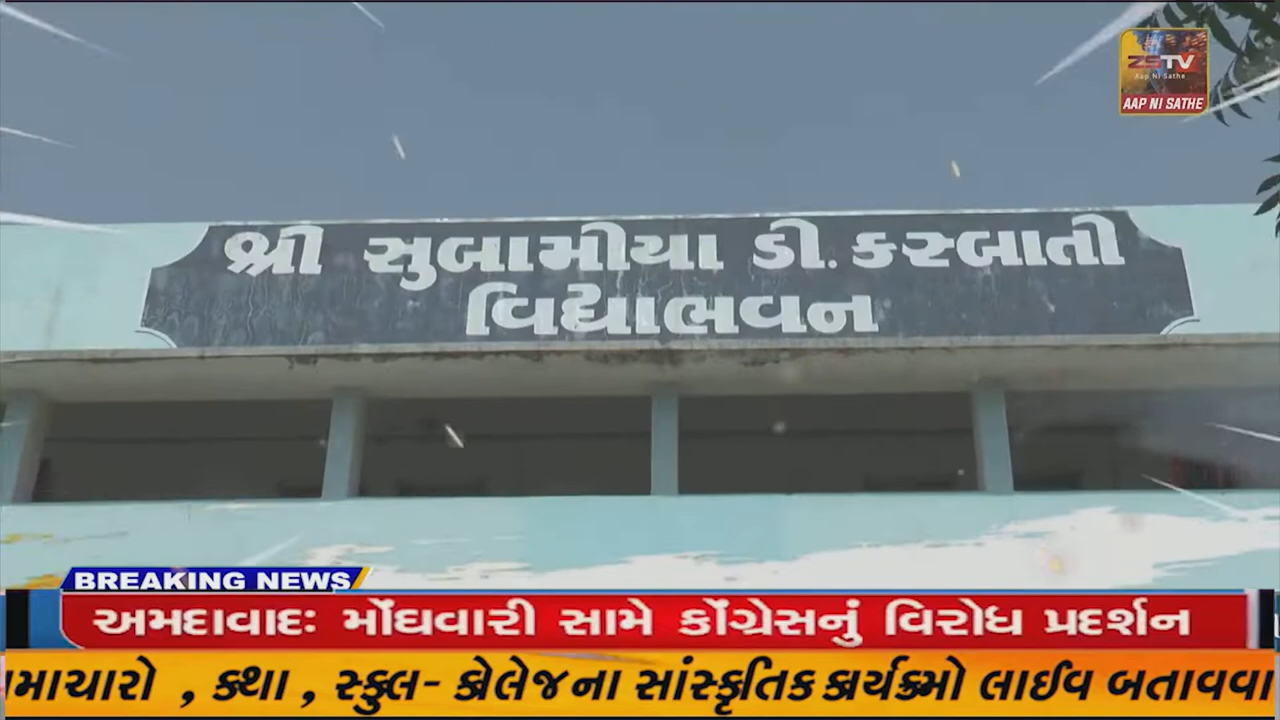 ZSTV
Aap Ni Sathe
AAP NI SATHE
શ્રી સુબામીયા ડી. કરબાતી
વિદ્યાભવન
BREAKING NEWS
અમદાવાદઃ મોંઘવારી સામે કોંગ્રેસનું વિરોધ પ્રદર્શન
માચારો , કથા , સ્કુલ- કોલેજના સાંસ્કૃતિક કાર્યક્રમો લાઈવ બતાવવા